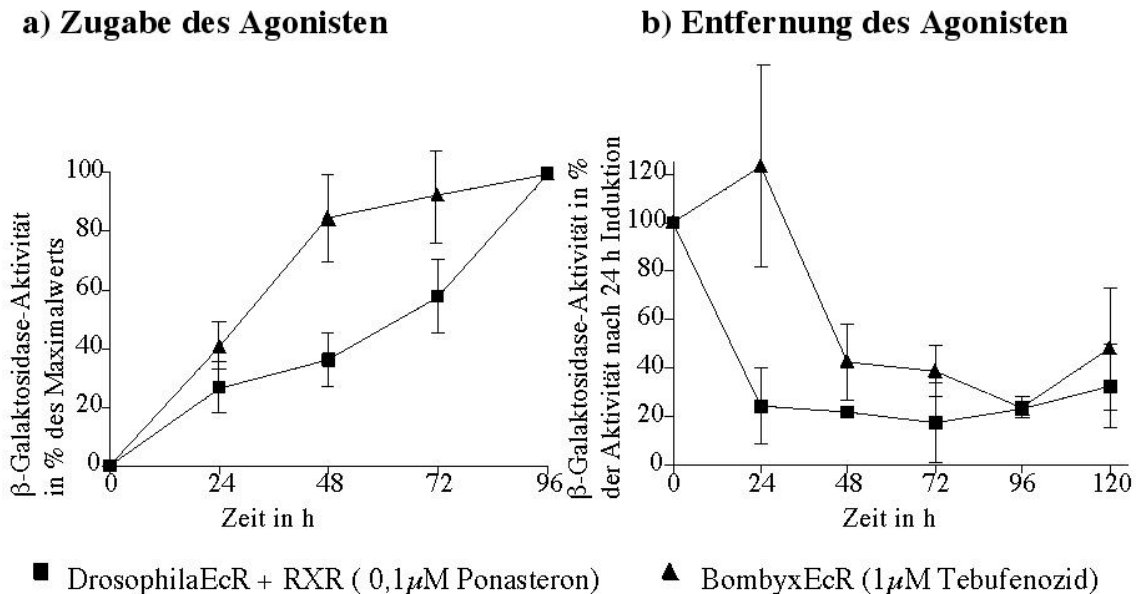 a) Zugabe des Agonisten
β-Galaktosidase-Aktivität
in % des Maximalwerts
100
80
60
40
20
0
0 24 48 72 96
Zeit in h
b) Entfernung des Agonisten
β-Galaktosidase-Aktivität in %
der Aktivität nach 24 h Induktion
120
100
80
60
40
20
0
0 24 48 72 96 120
Zeit in h
DrosophilaEcR + RXR ( 0,1μM Ponasteron)
BombyxEcR (1μM Tebufenozid)